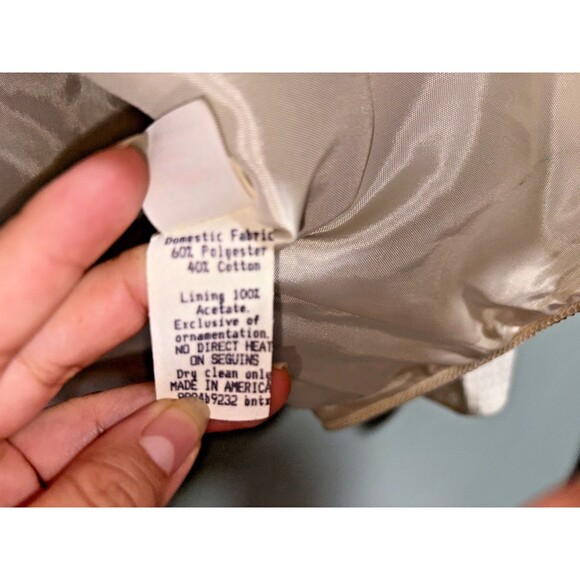 Domestic Fabric
60% Polyester
40% Cotton
Lining 100%
Acetate.
Exclusive of
ornamentation.
NO DIRECT HEAT
ON SEQUINS
Dry clean only
MADE IN AMERICA